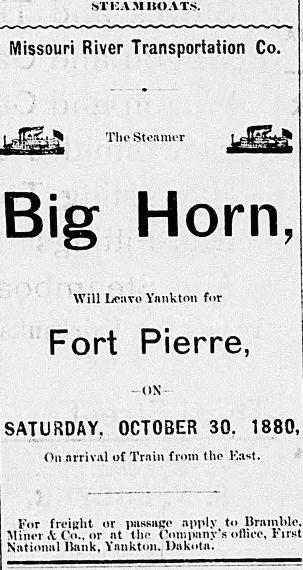 STEAMBOATS.
Missouri River Transportation Co.
The Steamer
Big Horn,
Will Leave Yankton for
Fort Pierre,
—ON—
SATURDAY, OCTOBER 30, 1880,
On arrival of Train from the East.
For freight or passage apply to Bramble,
Miner & Co., or at the Company's office, First
National Bank, Yankton, Dakota.